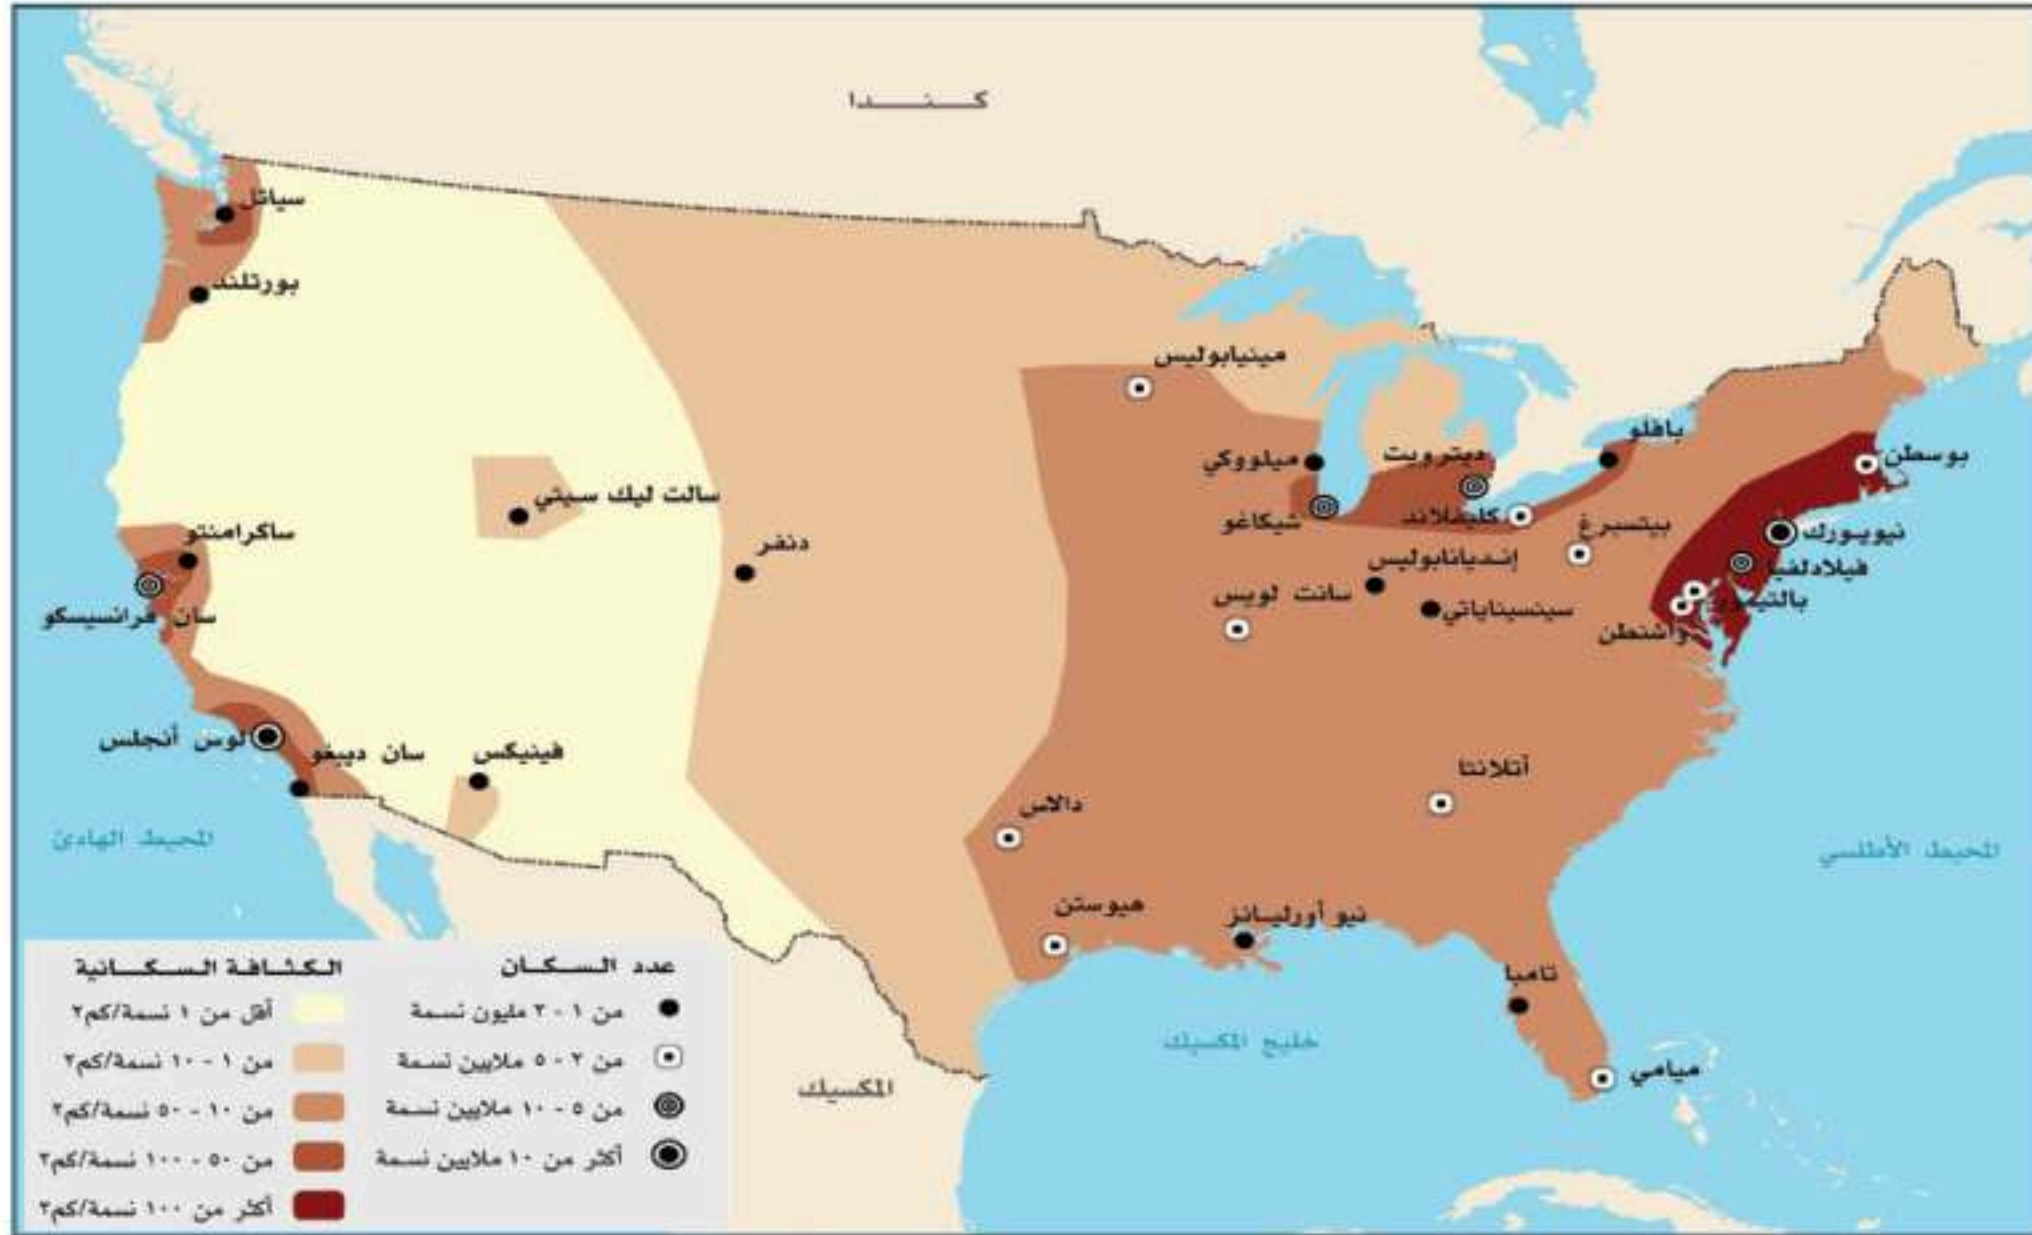 كندا
سياتل
بورتلند
مينيابوليس
بافلو
ميلووكي
ديترويت
بوسطن
سالت ليك سيتي
شيكاغو
كليفلاند
بيتسبرغ
نيويورك
ساكرامنتو
دنفر
إنديانابوليس
فيلادلفيا
سان فرانسيسكو
سانت لويس
سينسيناياتي
بالتيمور
واشنطن
لوس أنجلس
سان دييغو
فينيكس
أتلانتا
دالاس
المحيط الهادئ
المحيط الأطلسي
هيوستن
نيو أورليانز
تامبا
خليج المكسيك
ميامي
المكسيك
عدد السكان
من ١ - ٣ مليون نسمة
من ٢ - ٥ ملايين نسمة
من ٥ - ١٠ ملايين نسمة
أكثر من ١٠ ملايين نسمة
الكثافة السكانية
أقل من ١ نسمة/كم٢
من ١ - ١٠ نسمة/كم٢
من ١٠ - ٥٠ نسمة/كم٢
من ٥٠ - ١٠٠ نسمة/كم٢
أكثر من ١٠٠ نسمة/كم٢